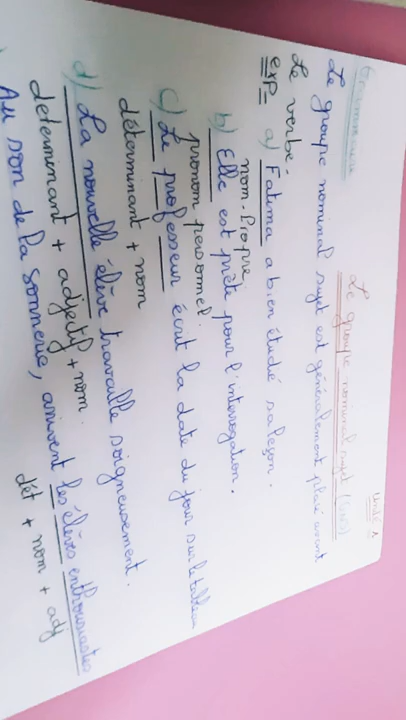 Unité 1
Grammaire
Le groupe nominal sujet (GNS)
Le groupe nominal sujet est généralement placé avant
Le verbe.
exp= a) Fatima a bien étudié sa leçon.
nom propre
b) Elle est prête pour l'interrogation.
pronom personnel
c) Le professeur écrit la date du jour sur le tableau
déterminant + nom
d) La nouvelle élève travaille soigneusement.
determinant + adjectif + nom.
Au son de la sonnerie, arrivent les élèves enthousiastes
dét + nom + adj